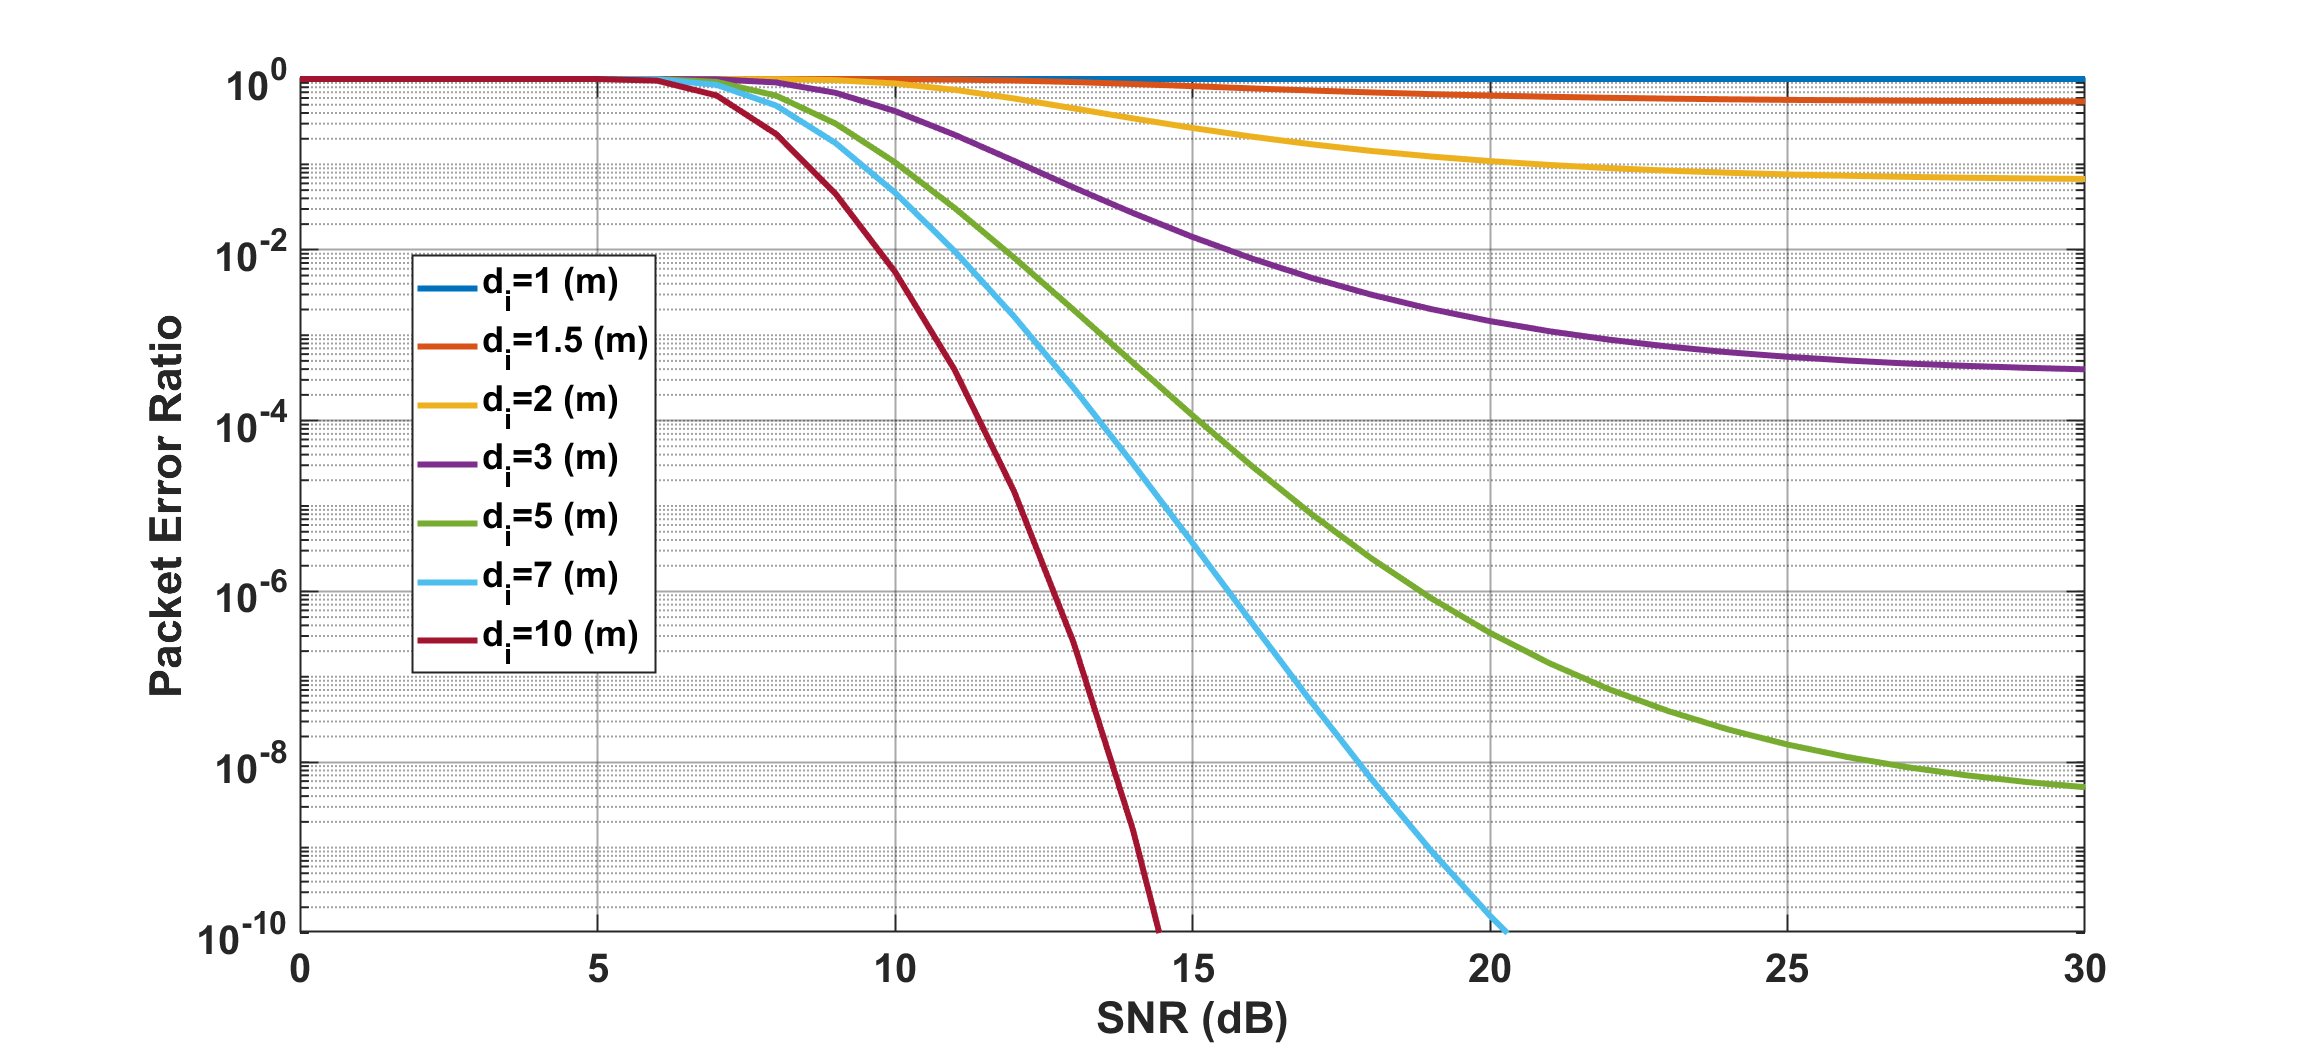 10^0
10^-2
10^-4
10^-6
10^-8
10^-10
Packet Error Ratio
d_i=1 (m)
d_i=1.5 (m)
d_i=2 (m)
d_i=3 (m)
d_i=5 (m)
d_i=7 (m)
d_i=10 (m)
0 5 10 15 20 25 30
SNR (dB)